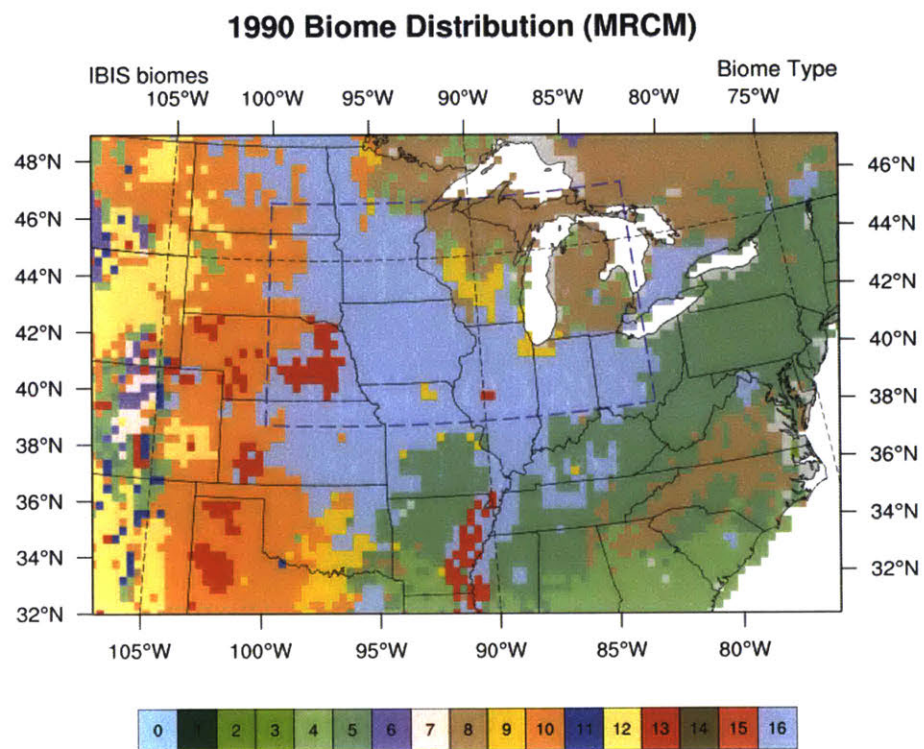 1990 Biome Distribution (MRCM)
IBIS biomes
Biome Type
105°W 100°W 95°W 90°W 85°W 80°W 75°W
48°N 46°N
46°N 44°N
44°N 42°N
42°N 40°N
40°N 38°N
38°N 36°N
36°N 34°N
34°N 32°N
32°N
105°W 100°W 95°W 90°W 85°W 80°W
0 1 2 3 4 5 6 7 8 9 10 11 12 13 14 15 16